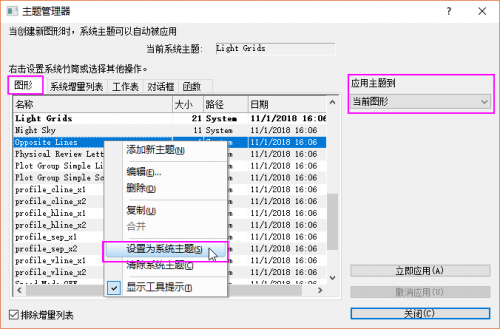 主题管理器
当创建新图形时,系统主题可以自动被应用
当前系统主题: Light Grids
右击设置系统竹筒或选择其他操作。
图形 系统增量列表 工作表 对话框 函数
应用主题到
当前图形
名称 大小 路径 日期
Light Grids 21 System 11/1/2018 16:06
Night Sky 11 System 11/1/2018 16:06
Opposite Lines System 11/1/2018 16:06
Physical Review Lett 11/1/2018 16:06
Plot Group Simple Li 11/1/2018 16:06
Plot Group Simple 11/1/2018 16:06
profile_cline_x1 11/1/2018 16:06
profile_cline_x2 11/1/2018 16:06
profile_hline_x1 11/1/2018 16:06
profile_hline_x2 11/1/2018 16:06
profile_sep_x1 11/1/2018 16:06
profile_sep_x2 11/1/2018 16:06
profile_vline_x1 11/1/2018 16:06
profile_vline_x2 11/1/2018 16:06
添加新主题(N)
编辑(E)...
删除(D)
复制(U)
合并
设置为系统主题(S)
清除系统主题(C)
显示工具提示(T)
立即应用(A)
撤消应用(U)
关闭(C)
排除增量列表